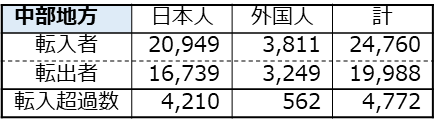 中部地方 日本人 外国人 計
転入者 20,949 3,811 24,760
転出者 16,739 3,249 19,988
転入超過数 4,210 562 4,772